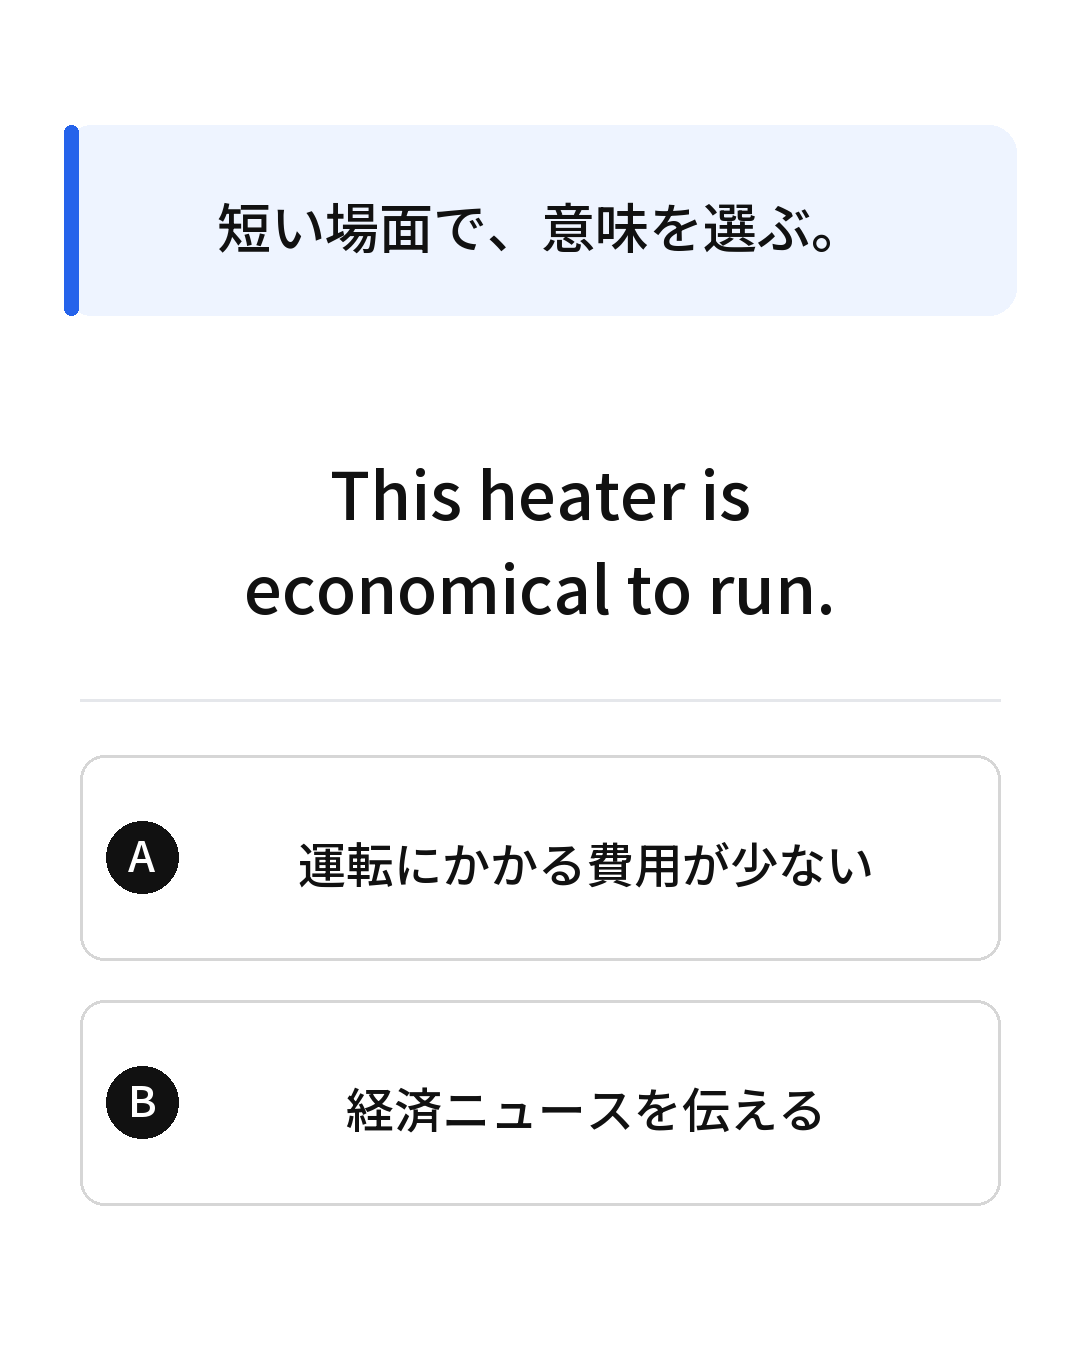 短い場面で、意味を選ぶ。
This heater is
economical to run.
A 運転にかかる費用が少ない
B 経済ニュースを伝える